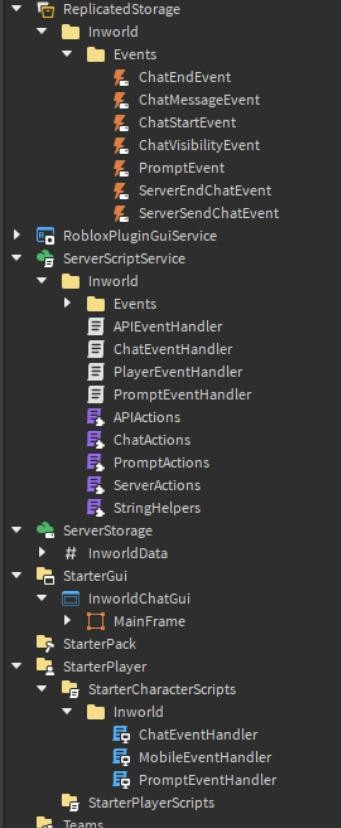 ReplicatedStorage
Inworld
Events
ChatEndEvent
ChatMessageEvent
ChatStartEvent
ChatVisibilityEvent
PromptEvent
ServerEndChatEvent
ServerSendChatEvent
RobloxPluginGuiService
ServerScriptService
Inworld
Events
APIEventHandler
ChatEventHandler
PlayerEventHandler
PromptEventHandler
APIActions
ChatActions
PromptActions
ServerActions
StringHelpers
ServerStorage
# InworldData
StarterGui
InworldChatGui
MainFrame
StarterPack
StarterPlayer
StarterCharacterScripts
Inworld
ChatEventHandler
MobileEventHandler
PromptEventHandler
StarterPlayerScripts
Teams